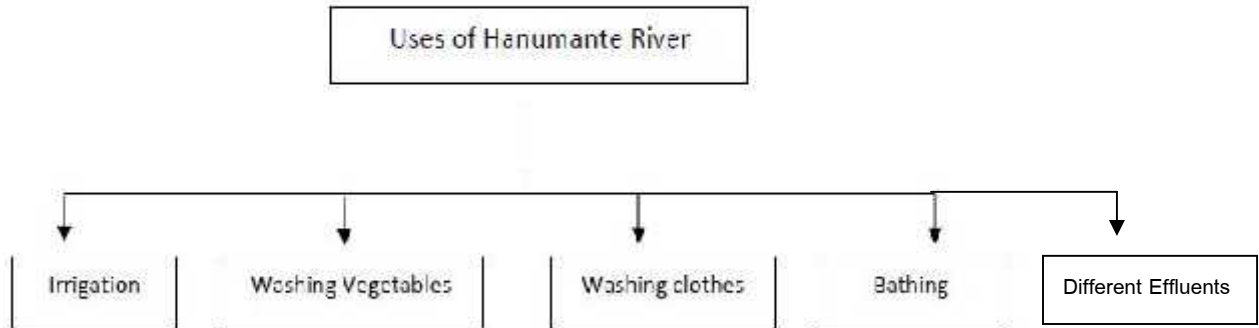 Uses of Hanumante River
Irrigation
Washing Vegetables
Washing clothes
Bathing
Different Effluents